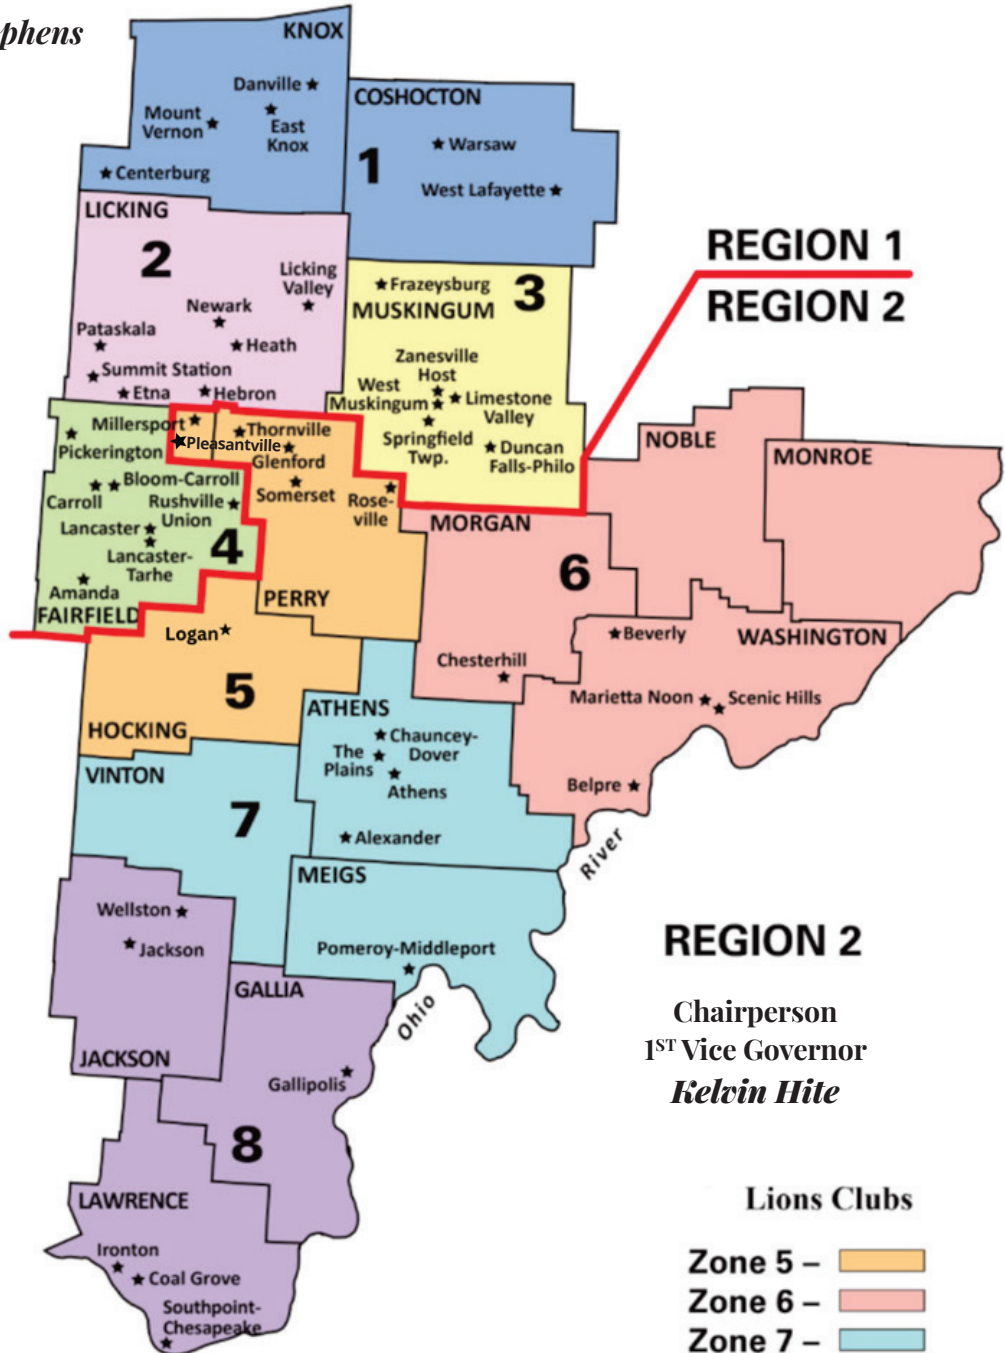 phens
KNOX
Danville
Mount
Vernon
East
Knox
Centerburg
COSHOCTON
1
Warsaw
West Lafayette
LICKING
2
Licking
Valley
Newark
Pataskala
Heath
Summit Station
Etna
Hebron
Frazeysburg
3
MUSKINGUM
Zanesville
Host
West
Muskingum
Limestone
Valley
Springfield
Twp.
Duncan
Falls-Philo
REGION 1
REGION 2
Millersport
Pleasantville
Pickerington
Thornville
Glenford
Somerset
Rose-
ville
Bloom-Carroll
Carroll
Rushville
Union
Lancaster
Lancaster-
Tarhe
4
Amanda
FAIRFIELD
PERRY
Logan
5
HOCKING
NOBLE
MONROE
MORGAN
6
Beverly
WASHINGTON
Chesterhill
Marietta Noon
Scenic Hills
Belpre
ATHENS
Chauncey-
Dover
The
Plains
Athens
Alexander
VINTON
7
MEIGS
Pomeroy-Middleport
River
Ohio
Wellston
Jackson
JACKSON
GALLIA
Gallipolis
8
LAWRENCE
Ironton
Coal Grove
Southpoint-
Chesapeake
REGION 2
Chairperson
1ST Vice Governor
Kelvin Hite
Lions Clubs
Zone 5 –
Zone 6 –
Zone 7 –